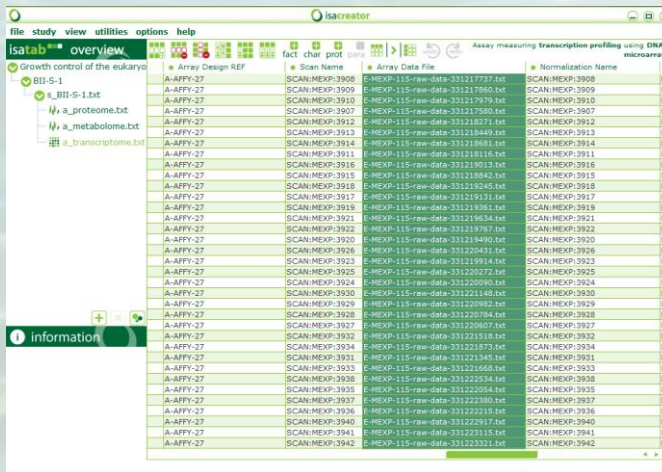 isacreator
file study view utilities options help
isatab overview
fact char prot para
Assay measuring transcription profiling using DNA
microarray
Growth control of the eukaryo
BII-S-1
s_BII-S-1.txt
a_proteome.txt
a_metabolome.txt
a_transcriptome.txt
information
Array Design REF Scan Name Array Data File Normalization Name
A-AFFY-27 SCAN:MEXP:3908 E-MEXP-115-raw-data-331217737.txt SCAN:MEXP:3908
A-AFFY-27 SCAN:MEXP:3909 E-MEXP-115-raw-data-331217860.txt SCAN:MEXP:3909
A-AFFY-27 SCAN:MEXP:3910 E-MEXP-115-raw-data-331217979.txt SCAN:MEXP:3910
A-AFFY-27 SCAN:MEXP:3907 E-MEXP-115-raw-data-331217580.txt SCAN:MEXP:3907
A-AFFY-27 SCAN:MEXP:3912 E-MEXP-115-raw-data-331218271.txt SCAN:MEXP:3912
A-AFFY-27 SCAN:MEXP:3913 E-MEXP-115-raw-data-331218449.txt SCAN:MEXP:3913
A-AFFY-27 SCAN:MEXP:3914 E-MEXP-115-raw-data-331218681.txt SCAN:MEXP:3914
A-AFFY-27 SCAN:MEXP:3911 E-MEXP-115-raw-data-331218116.txt SCAN:MEXP:3911
A-AFFY-27 SCAN:MEXP:3916 E-MEXP-115-raw-data-331219013.txt SCAN:MEXP:3916
A-AFFY-27 SCAN:MEXP:3915 E-MEXP-115-raw-data-331218842.txt SCAN:MEXP:3915
A-AFFY-27 SCAN:MEXP:3918 E-MEXP-115-raw-data-331219245.txt SCAN:MEXP:3918
A-AFFY-27 SCAN:MEXP:3917 E-MEXP-115-raw-data-331219131.txt SCAN:MEXP:3917
A-AFFY-27 SCAN:MEXP:3919 E-MEXP-115-raw-data-331219361.txt SCAN:MEXP:3919
A-AFFY-27 SCAN:MEXP:3921 E-MEXP-115-raw-data-331219634.txt SCAN:MEXP:3921
A-AFFY-27 SCAN:MEXP:3922 E-MEXP-115-raw-data-331219767.txt SCAN:MEXP:3922
A-AFFY-27 SCAN:MEXP:3920 E-MEXP-115-raw-data-331219490.txt SCAN:MEXP:3920
A-AFFY-27 SCAN:MEXP:3926 E-MEXP-115-raw-data-331220431.txt SCAN:MEXP:3926
A-AFFY-27 SCAN:MEXP:3923 E-MEXP-115-raw-data-331219914.txt SCAN:MEXP:3923
A-AFFY-27 SCAN:MEXP:3925 E-MEXP-115-raw-data-331220272.txt SCAN:MEXP:3925
A-AFFY-27 SCAN:MEXP:3924 E-MEXP-115-raw-data-331220090.txt SCAN:MEXP:3924
A-AFFY-27 SCAN:MEXP:3930 E-MEXP-115-raw-data-331221148.txt SCAN:MEXP:3930
A-AFFY-27 SCAN:MEXP:3929 E-MEXP-115-raw-data-331220982.txt SCAN:MEXP:3929
A-AFFY-27 SCAN:MEXP:3928 E-MEXP-115-raw-data-331220784.txt SCAN:MEXP:3928
A-AFFY-27 SCAN:MEXP:3927 E-MEXP-115-raw-data-331220607.txt SCAN:MEXP:3927
A-AFFY-27 SCAN:MEXP:3932 E-MEXP-115-raw-data-331221518.txt SCAN:MEXP:3932
A-AFFY-27 SCAN:MEXP:3934 E-MEXP-115-raw-data-331221873.txt SCAN:MEXP:3934
A-AFFY-27 SCAN:MEXP:3931 E-MEXP-115-raw-data-331221345.txt SCAN:MEXP:3931
A-AFFY-27 SCAN:MEXP:3933 E-MEXP-115-raw-data-331221668.txt SCAN:MEXP:3933
A-AFFY-27 SCAN:MEXP:3938 E-MEXP-115-raw-data-331222534.txt SCAN:MEXP:3938
A-AFFY-27 SCAN:MEXP:3935 E-MEXP-115-raw-data-331222054.txt SCAN:MEXP:3935
A-AFFY-27 SCAN:MEXP:3937 E-MEXP-115-raw-data-331222380.txt SCAN:MEXP:3937
A-AFFY-27 SCAN:MEXP:3936 E-MEXP-115-raw-data-331222215.txt SCAN:MEXP:3936
A-AFFY-27 SCAN:MEXP:3940 E-MEXP-115-raw-data-331222917.txt SCAN:MEXP:3940
A-AFFY-27 SCAN:MEXP:3941 E-MEXP-115-raw-data-331223115.txt SCAN:MEXP:3941
A-AFFY-27 SCAN:MEXP:3942 E-MEXP-115-raw-data-331223321.txt SCAN:MEXP:3942